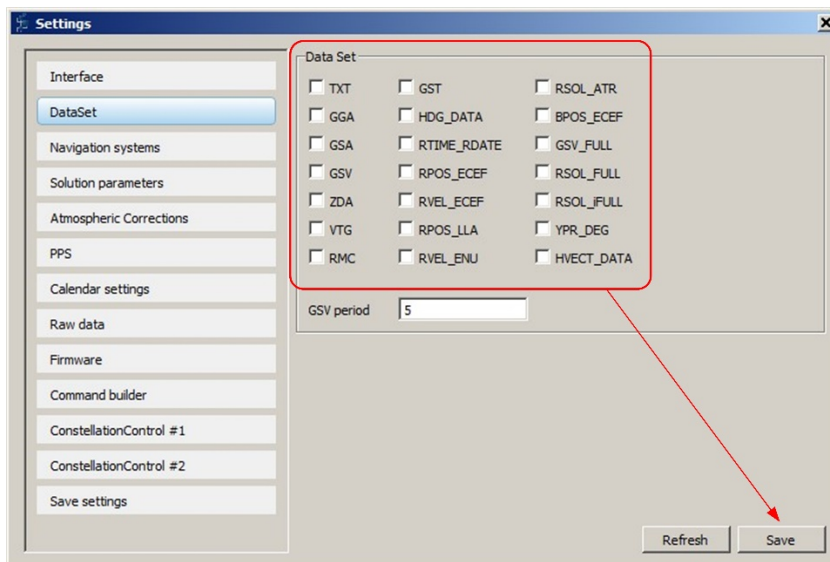 Settings
Interface
DataSet
Navigation systems
Solution parameters
Atmospheric Corrections
PPS
Calendar settings
Raw data
Firmware
Command builder
ConstellationControl #1
ConstellationControl #2
Save settings
Data Set
TXT GST RSOL_ATR
GGA HDG_DATA BPOS_ECEF
GSA RTIME_RDATE GSV_FULL
GSV RPOS_ECEF RSOL_FULL
ZDA RVEL_ECEF RSOL_iFULL
VTG RPOS_LLA YPR_DEG
RMC RVEL_ENU HVECT_DATA
GSV period 5
Refresh Save